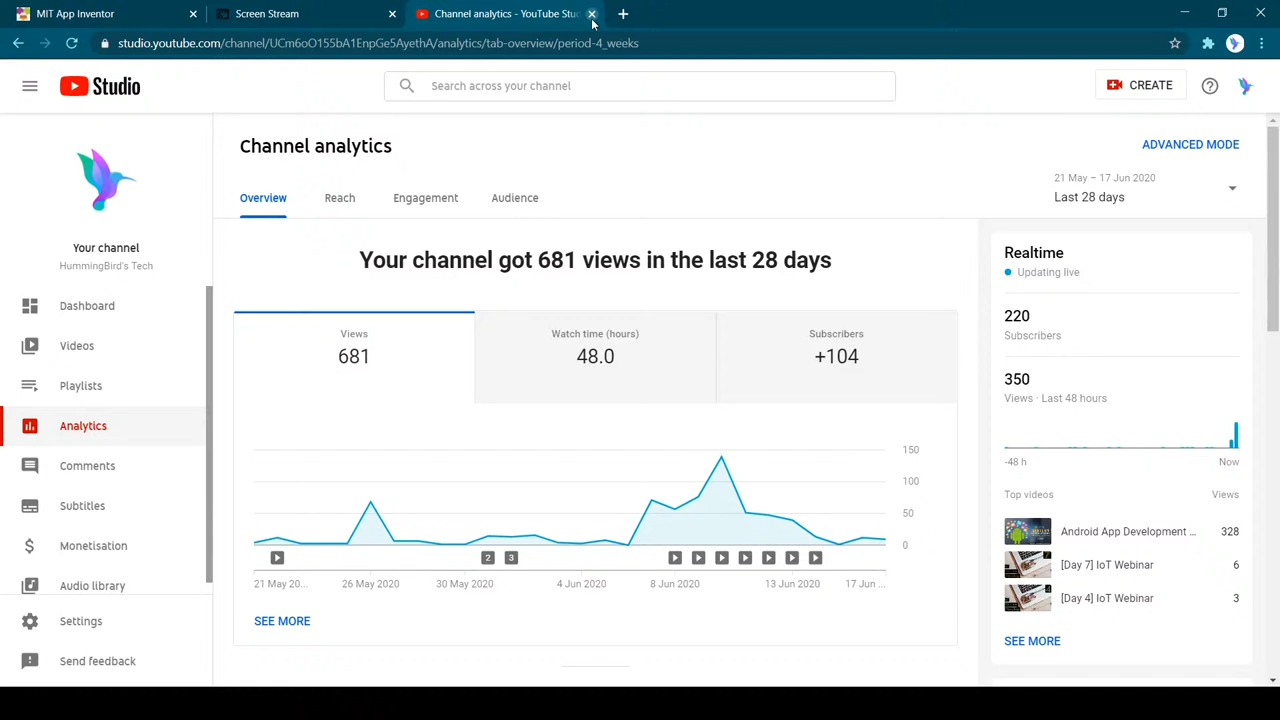 MIT App Inventor
Screen Stream
Channel analytics - YouTube Stu
studio.youtube.com/channel/UCm6oO155bA1EnpGe5AyethA/analytics/tab-overview/period-4_weeks
Studio
Search across your channel
CREATE
Your channel
HummingBird's Tech
Dashboard
Videos
Playlists
Analytics
Comments
Subtitles
Monetisation
Audio library
Settings
Send feedback
Channel analytics
ADVANCED MODE
21 May – 17 Jun 2020
Last 28 days
Overview
Reach
Engagement
Audience
Your channel got 681 views in the last 28 days
Views
681
Watch time (hours)
48.0
Subscribers
+104
150
100
50
0
2
3
21 May 20...
26 May 2020
30 May 2020
4 Jun 2020
8 Jun 2020
13 Jun 2020
17 Jun ...
SEE MORE
Realtime
Updating live
220
Subscribers
350
Views · Last 48 hours
-48 h
Now
Top videos
Views
Android App Development ...
328
[Day 7] IoT Webinar
6
[Day 4] IoT Webinar
3
SEE MORE